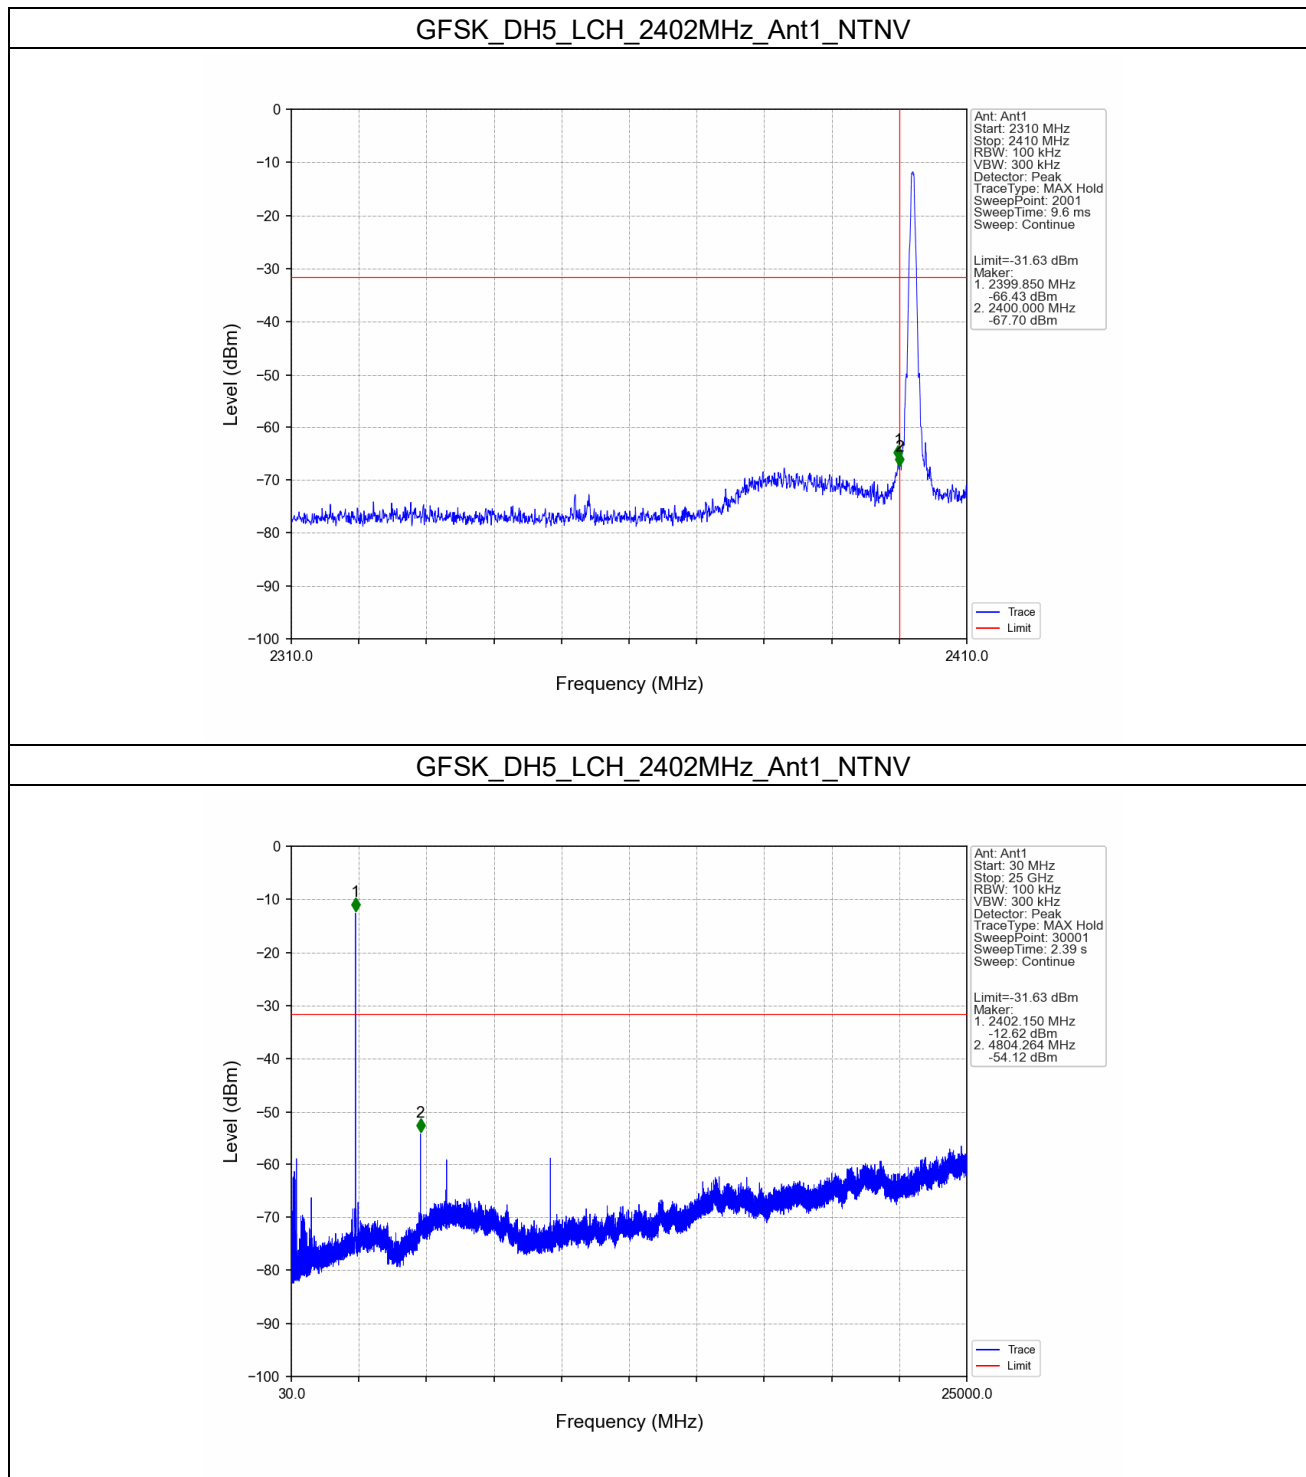 GFSK_DH5_LCH_2402MHz_Ant1_NTNV
0
−10
−20
−30
−40
−50
−60
−70
−80
−90
−100
Level (dBm)
2310.0
2410.0
Frequency (MHz)
1
2
Ant: Ant1
Start: 2310 MHz
Stop: 2410 MHz
RBW: 100 kHz
VBW: 300 kHz
Detector: Peak
TraceType: MAX Hold
SweepPoint: 2001
SweepTime: 9.6 ms
Sweep: Continue
Limit=-31.63 dBm
Maker:
1. 2399.850 MHz
-66.43 dBm
2. 2400.000 MHz
-67.70 dBm
Trace
Limit
GFSK_DH5_LCH_2402MHz_Ant1_NTNV
0
−10
−20
−30
−40
−50
−60
−70
−80
−90
−100
Level (dBm)
30.0
25000.0
Frequency (MHz)
1
2
Ant: Ant1
Start: 30 MHz
Stop: 25 GHz
RBW: 100 kHz
VBW: 300 kHz
Detector: Peak
TraceType: MAX Hold
SweepPoint: 30001
SweepTime: 2.39 s
Sweep: Continue
Limit=-31.63 dBm
Maker:
1. 2402.150 MHz
-12.62 dBm
2. 4804.264 MHz
-54.12 dBm
Trace
Limit